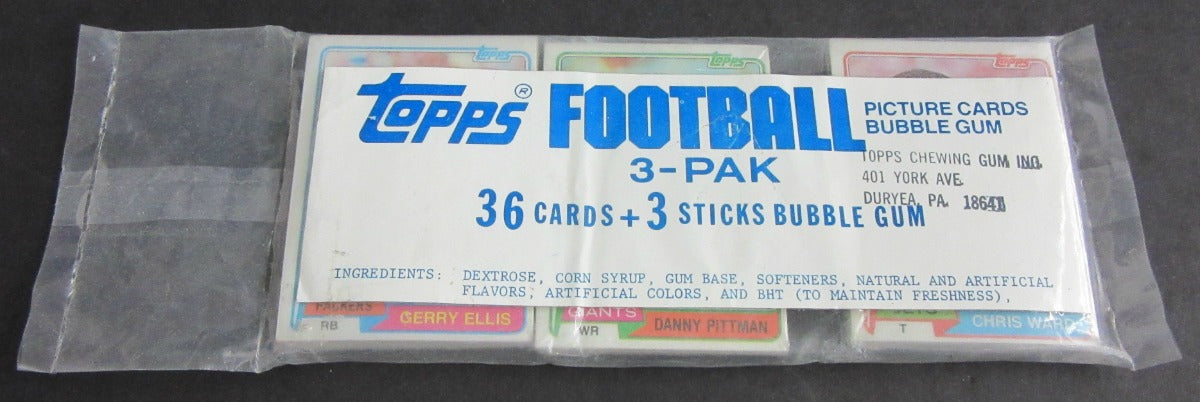 topps topps topps
topps® FOOTBALL PICTURE CARDS
BUBBLE GUM
3-PAK
TOPPS CHEWING GUM INC.
401 YORK AVE.
DURYEA, PA.
36 CARDS + 3 STICKS BUBBLE GUM
INGREDIENTS: DEXTROSE, CORN SYRUP, GUM BASE, SOFTENERS, NATURAL AND ARTIFICIAL
FLAVORS, ARTIFICIAL COLORS, AND BHT (TO MAINTAIN FRESHNESS),
PACKERS
RB GERRY ELLIS
GIANTS
WR DANNY PITTMAN
JETS
T CHRIS